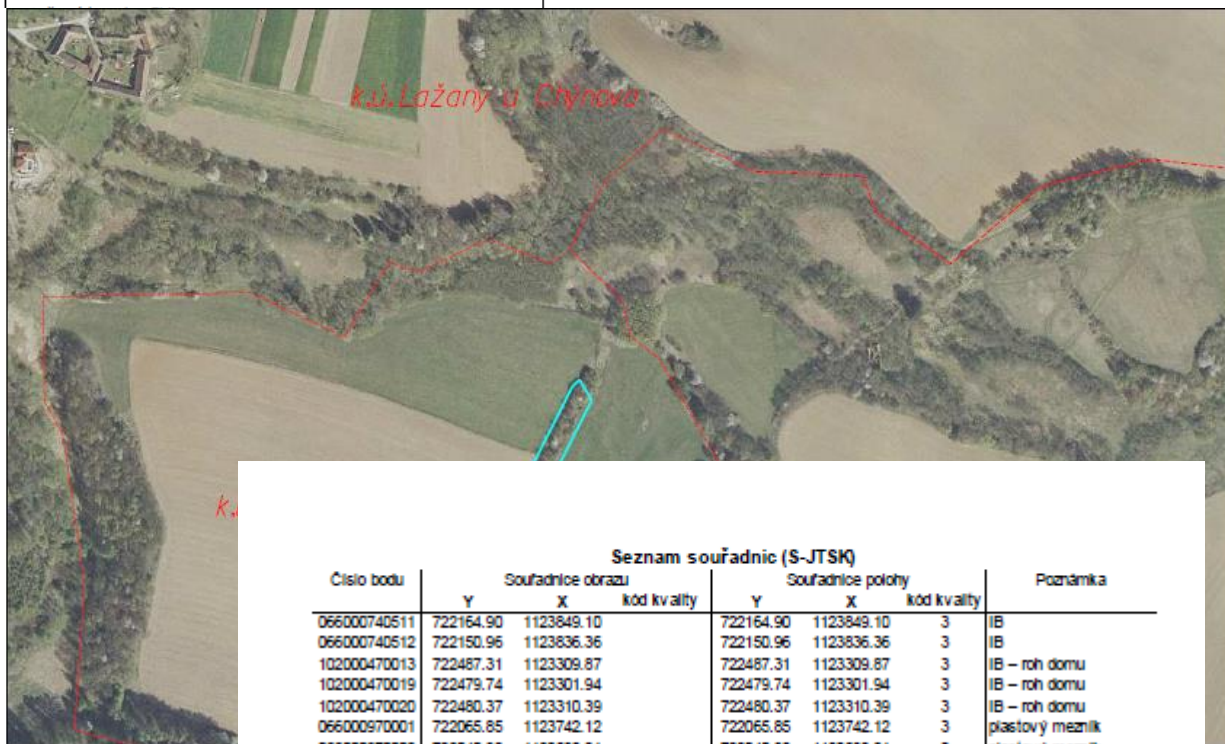 k.ú. Lažany u Chýnova
k.
Seznam souřadnic (S-JTSK)
Číslo bodu Souřadnice obrazu Souřadnice polohy Poznámka
Y X kód kvality Y X kód kvality
066000740511 722164.90 1123849.10 722164.90 1123849.10 3 IB
066000740512 722150.96 1123836.36 722150.96 1123836.36 3 IB
102000470013 722487.31 1123309.87 722487.31 1123309.87 3 IB – roh domu
102000470019 722479.74 1123301.94 722479.74 1123301.94 3 IB – roh domu
102000470020 722480.37 1123310.39 722480.37 1123310.39 3 IB – roh domu
066000970001 722065.85 1123742.12 722065.85 1123742.12 3 plastový mezník